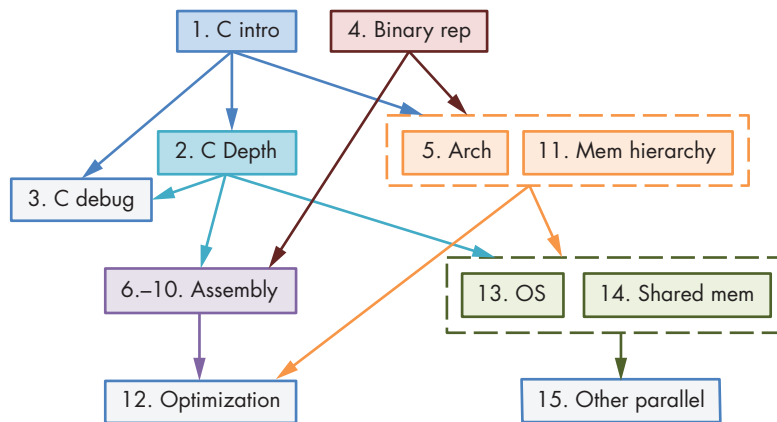 1. C intro
4. Binary rep
2. C Depth
5. Arch
11. Mem hierarchy
3. C debug
6.–10. Assembly
13. OS
14. Shared mem
12. Optimization
15. Other parallel